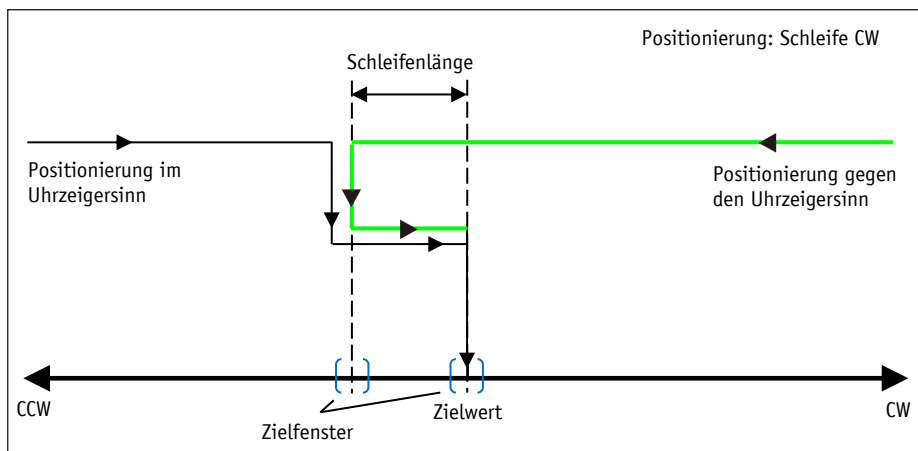 Positionierung: Schleife CW
Schleifenlänge
Positionierung im
Uhrzeigersinn
Positionierung gegen
den Uhrzeigersinn
CCW
Zielwert
CW
Zielfenster